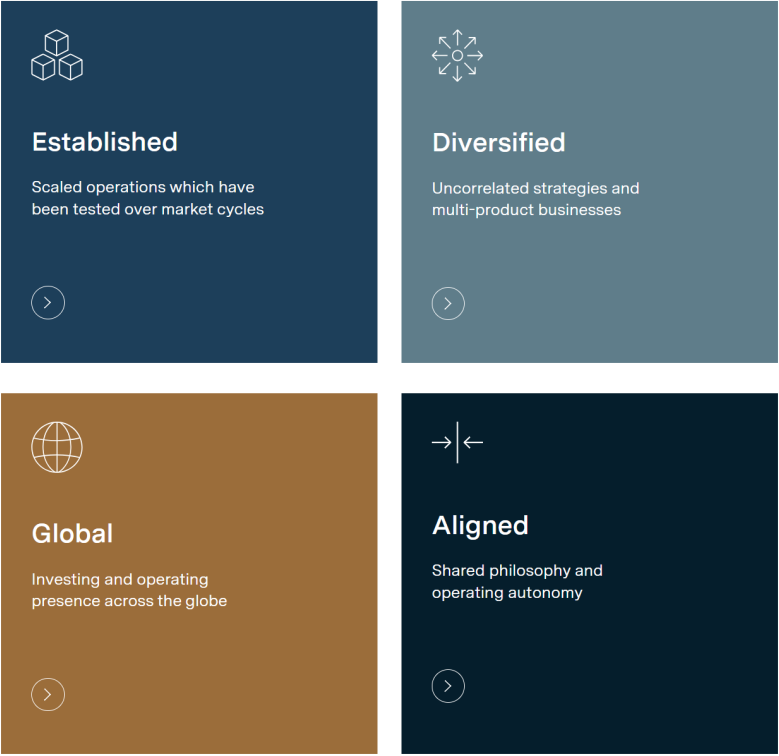 Established
Scaled operations which have
been tested over market cycles
Diversified
Uncorrelated strategies and
multi-product businesses
Global
Investing and operating
presence across the globe
Aligned
Shared philosophy and
operating autonomy